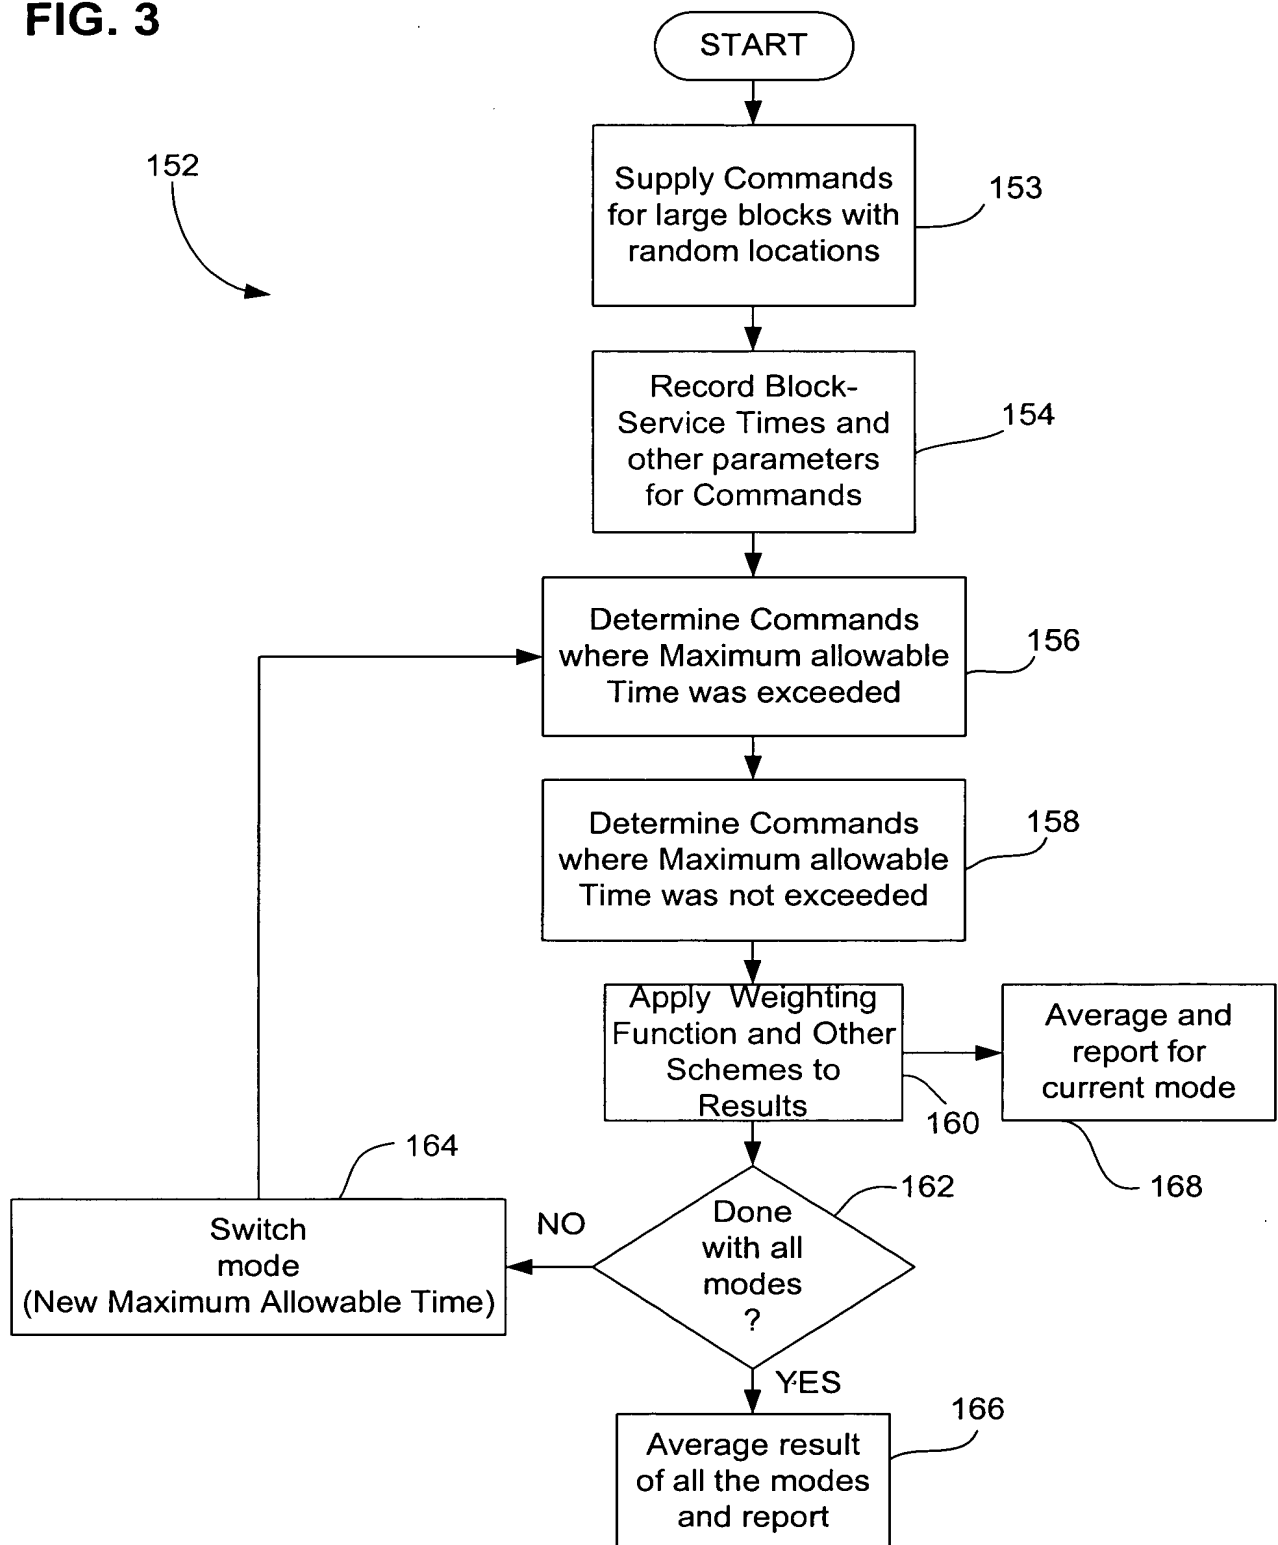 FIG. 3
START
152
Supply Commands
for large blocks with
random locations
153
Record Block-
Service Times and
other parameters
for Commands
154
Determine Commands
where Maximum allowable
Time was exceeded
156
Determine Commands
where Maximum allowable
Time was not exceeded
158
Apply Weighting
Function and Other
Schemes to
Results
160
Average and
report for
current mode
168
Done
with all
modes
?
162
NO
164
Switch
mode
(New Maximum Allowable Time)
YES
Average result
of all the modes
and report
166